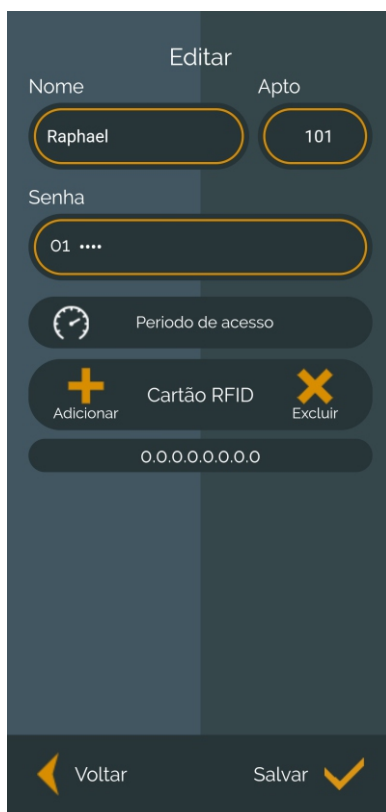 Editar
Nome Apto
Raphael 101
Senha
01 ••••
Periodo de acesso
Cartão RFID
Adicionar Excluir
0.0.0.0.0.0.0.0
Voltar Salvar